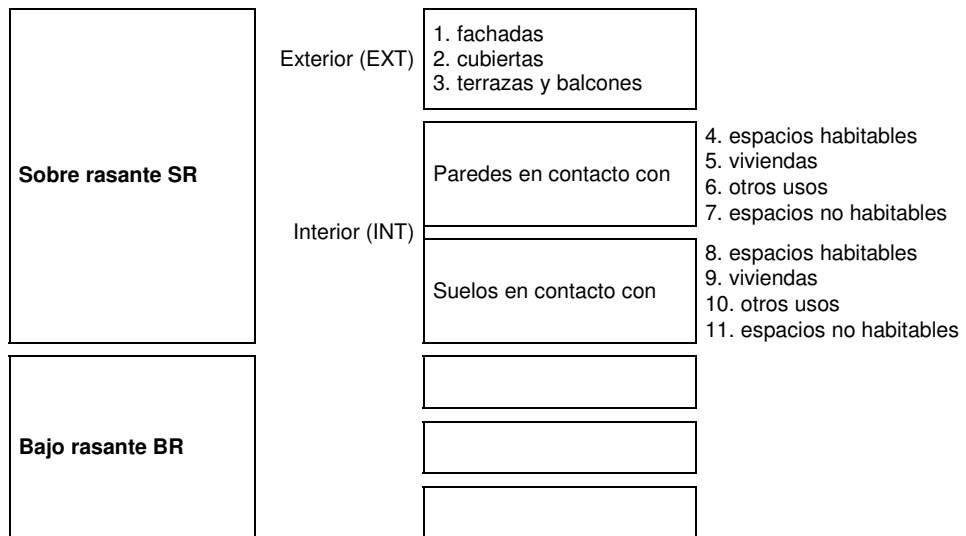 Exterior (EXT)
1. fachadas
2. cubiertas
3. terrazas y balcones
Sobre rasante SR
Interior (INT)
Paredes en contacto con
4. espacios habitables
5. viviendas
6. otros usos
7. espacios no habitables
Suelos en contacto con
8. espacios habitables
9. viviendas
10. otros usos
11. espacios no habitables
Bajo rasante BR